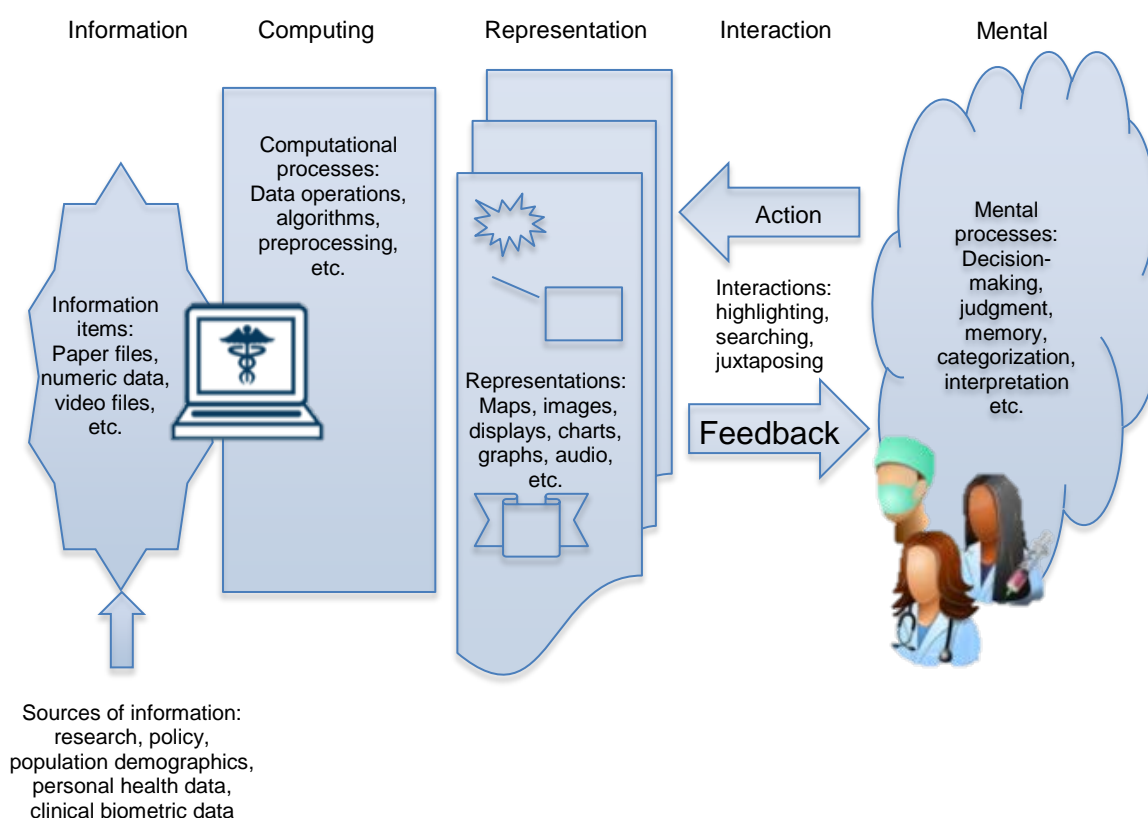 Information
Computing
Representation
Interaction
Mental
Information
items:
Paper files,
numeric data,
video files,
etc.
Computational
processes:
Data operations,
algorithms,
preprocessing,
etc.
Representations:
Maps, images,
displays, charts,
graphs, audio,
etc.
Action
Interactions:
highlighting,
searching,
juxtaposing
Feedback
Mental
processes:
Decision-
making,
judgment,
memory,
categorization,
interpretation
etc.
Sources of information:
research, policy,
population demographics,
personal health data,
clinical biometric data